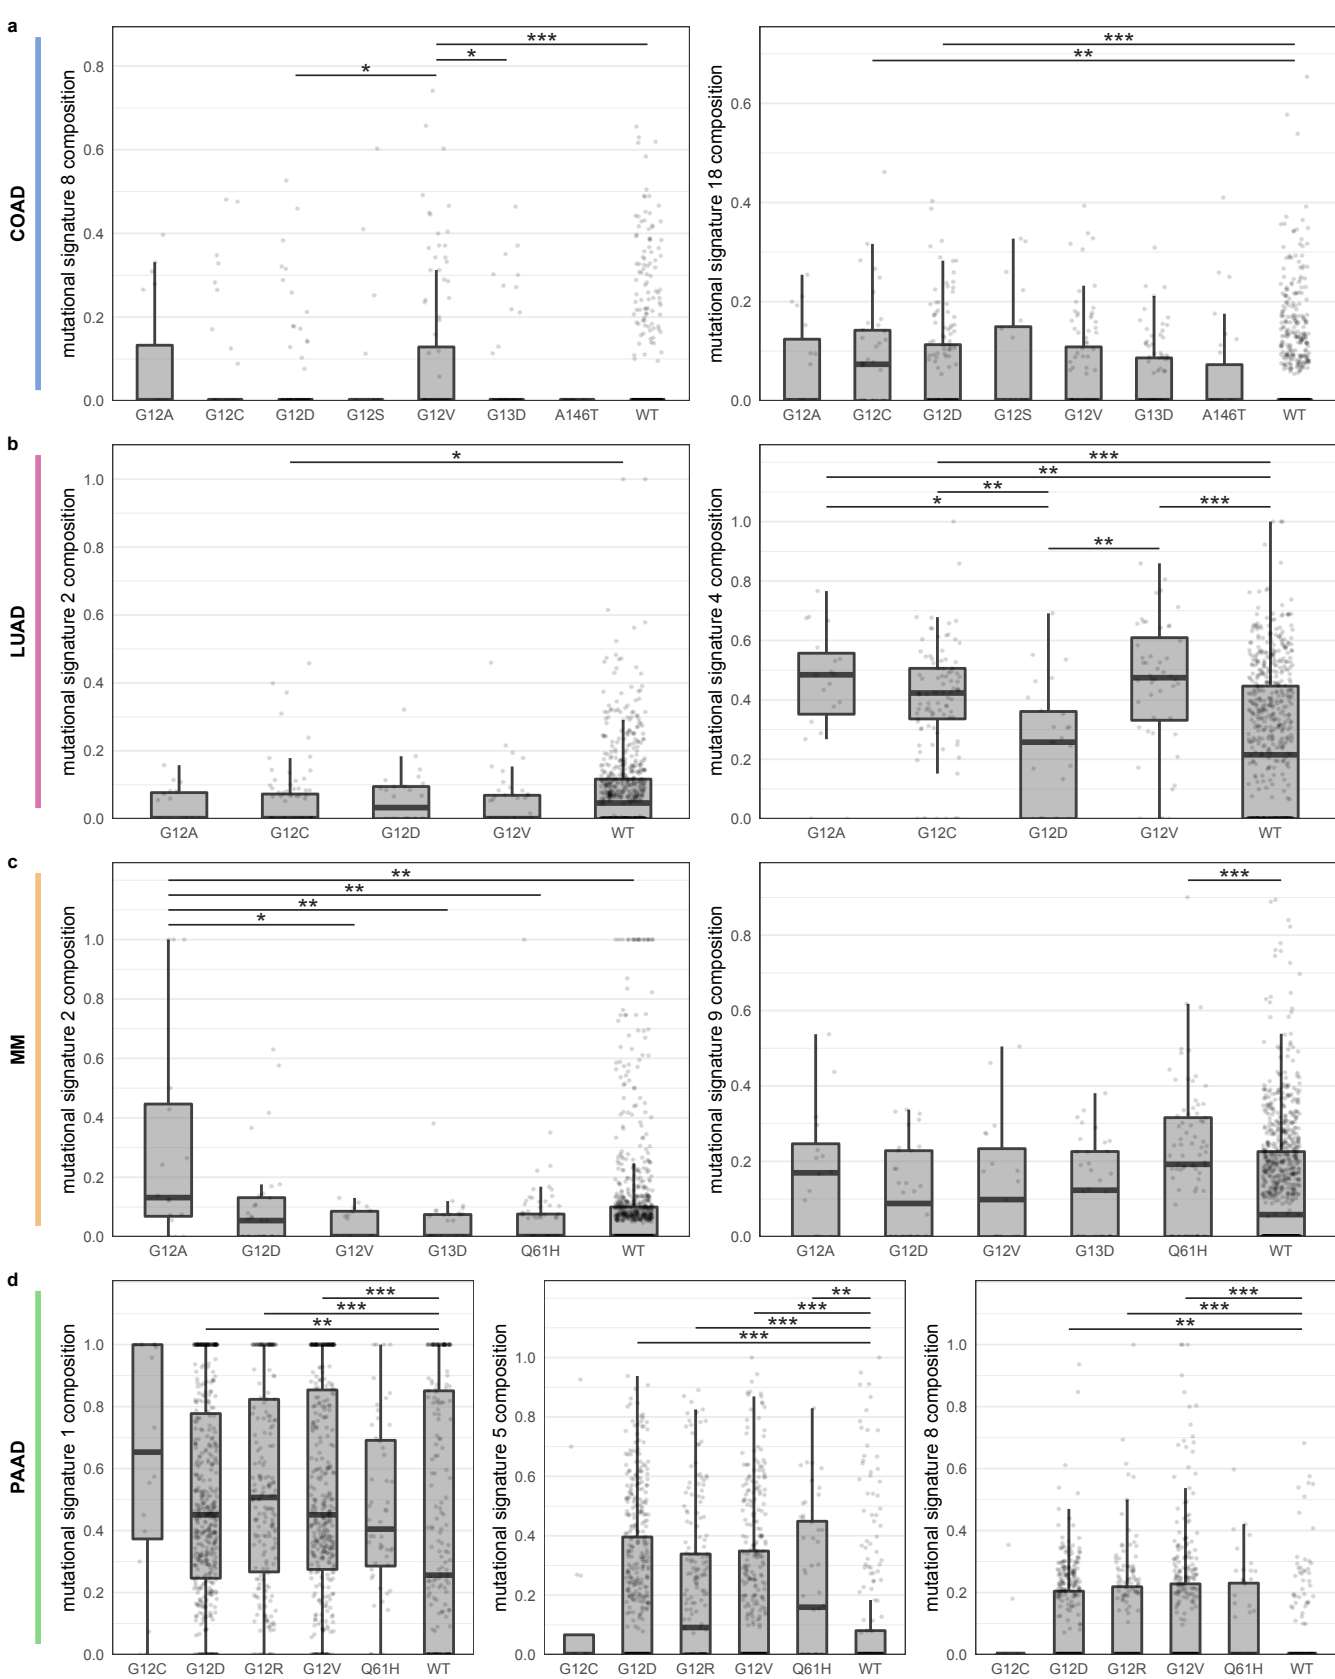 a
COAD
mutational signature 8 composition
0.8
0.6
0.4
0.2
0.0
***
*
*
G12A G12C G12D G12S G12V G13D A146T WT
mutational signature 18 composition
0.6
0.4
0.2
0.0
***
**
G12A G12C G12D G12S G12V G13D A146T WT
b
LUAD
mutational signature 2 composition
1.0
0.8
0.6
0.4
0.2
0.0
*
G12A G12C G12D G12V WT
mutational signature 4 composition
1.0
0.8
0.6
0.4
0.2
0.0
***
**
**
*
***
**
G12A G12C G12D G12V WT
c
MM
mutational signature 2 composition
1.0
0.8
0.6
0.4
0.2
0.0
**
**
**
*
G12A G12D G12V G13D Q61H WT
mutational signature 9 composition
0.8
0.6
0.4
0.2
0.0
***
G12A G12D G12V G13D Q61H WT
d
PAAD
mutational signature 1 composition
1.0
0.8
0.6
0.4
0.2
0.0
***
***
**
G12C G12D G12R G12V Q61H WT
mutational signature 5 composition
1.0
0.8
0.6
0.4
0.2
0.0
**
***
***
***
G12C G12D G12R G12V Q61H WT
mutational signature 8 composition
1.0
0.8
0.6
0.4
0.2
0.0
***
***
**
G12C G12D G12R G12V Q61H WT